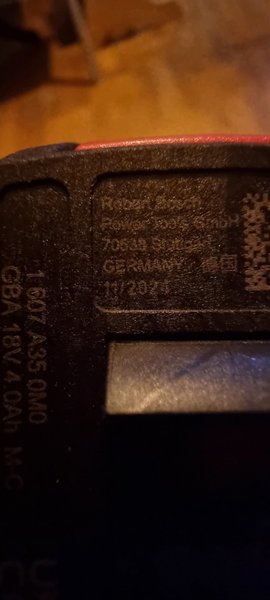 Robert Bosch
Power Tools GmbH
70538 Stuttgart
GERMANY 德国
11/2021
1 607 A35 0M0
GBA 18V 4.0Ah M-C